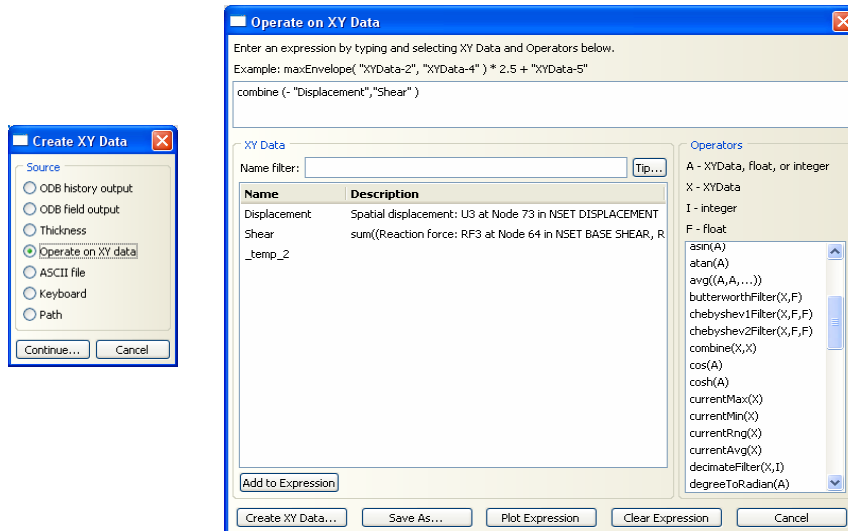 Create XY Data
Source
ODB history output
ODB field output
Thickness
Operate on XY data
ASCII file
Keyboard
Path
Continue...
Cancel
Operate on XY Data
Enter an expression by typing and selecting XY Data and Operators below.
Example: maxEnvelope( "XYData-2", "XYData-4" ) * 2.5 + "XYData-5"
combine (- "Displacement","Shear" )
XY Data
Name filter:
Tip...
Name Description
Displacement Spatial displacement: U3 at Node 73 in NSET DISPLACEMENT
Shear sum((Reaction force: RF3 at Node 64 in NSET BASE SHEAR, R
_temp_2
Add to Expression
Operators
A - XYData, float, or integer
X - XYData
I - integer
F - float
asin(A)
atan(A)
avg((A,A,...))
butterworthFilter(X,F)
chebyshev1Filter(X,F,F)
chebyshev2Filter(X,F,F)
combine(X,X)
cos(A)
cosh(A)
currentMax(X)
currentMin(X)
currentRng(X)
currentAvg(X)
decimateFilter(X,I)
degreeToRadian(A)
Create XY Data...
Save As...
Plot Expression
Clear Expression
Cancel